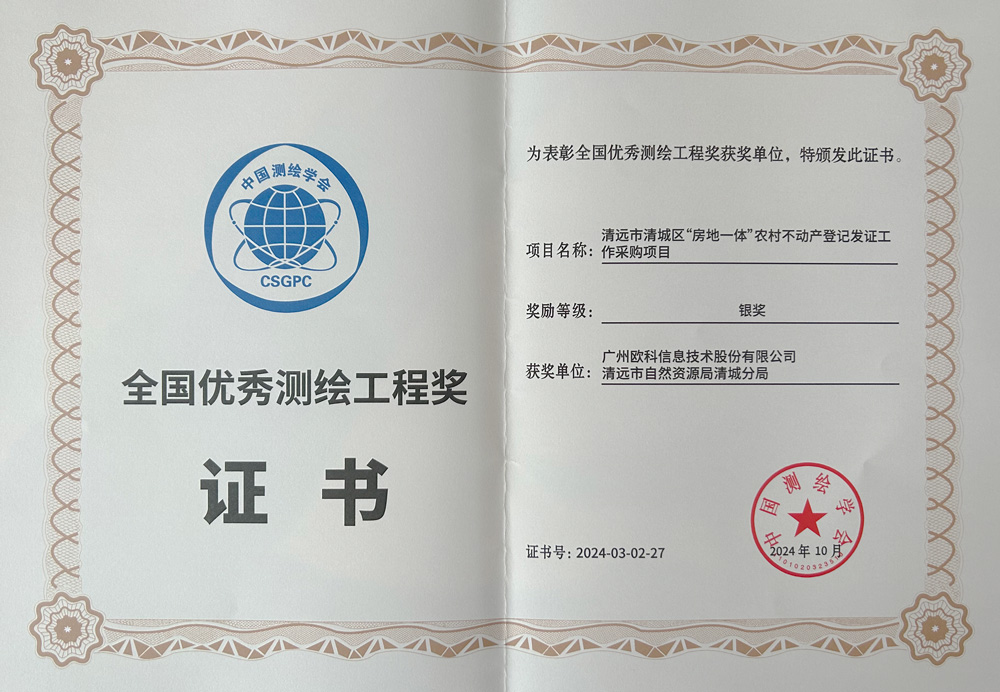 中国测绘学会
CSGPC
全国优秀测绘工程奖
证书
为表彰全国优秀测绘工程奖获奖单位，特颁发此证书。
项目名称：
清远市清城区“房地一体”农村不动产登记发证工
作采购项目
奖励等级：
银奖
获奖单位：
广州欧科信息技术股份有限公司
清远市自然资源局清城分局
证书号：2024-03-02-27
中国测绘学会
2024年10月